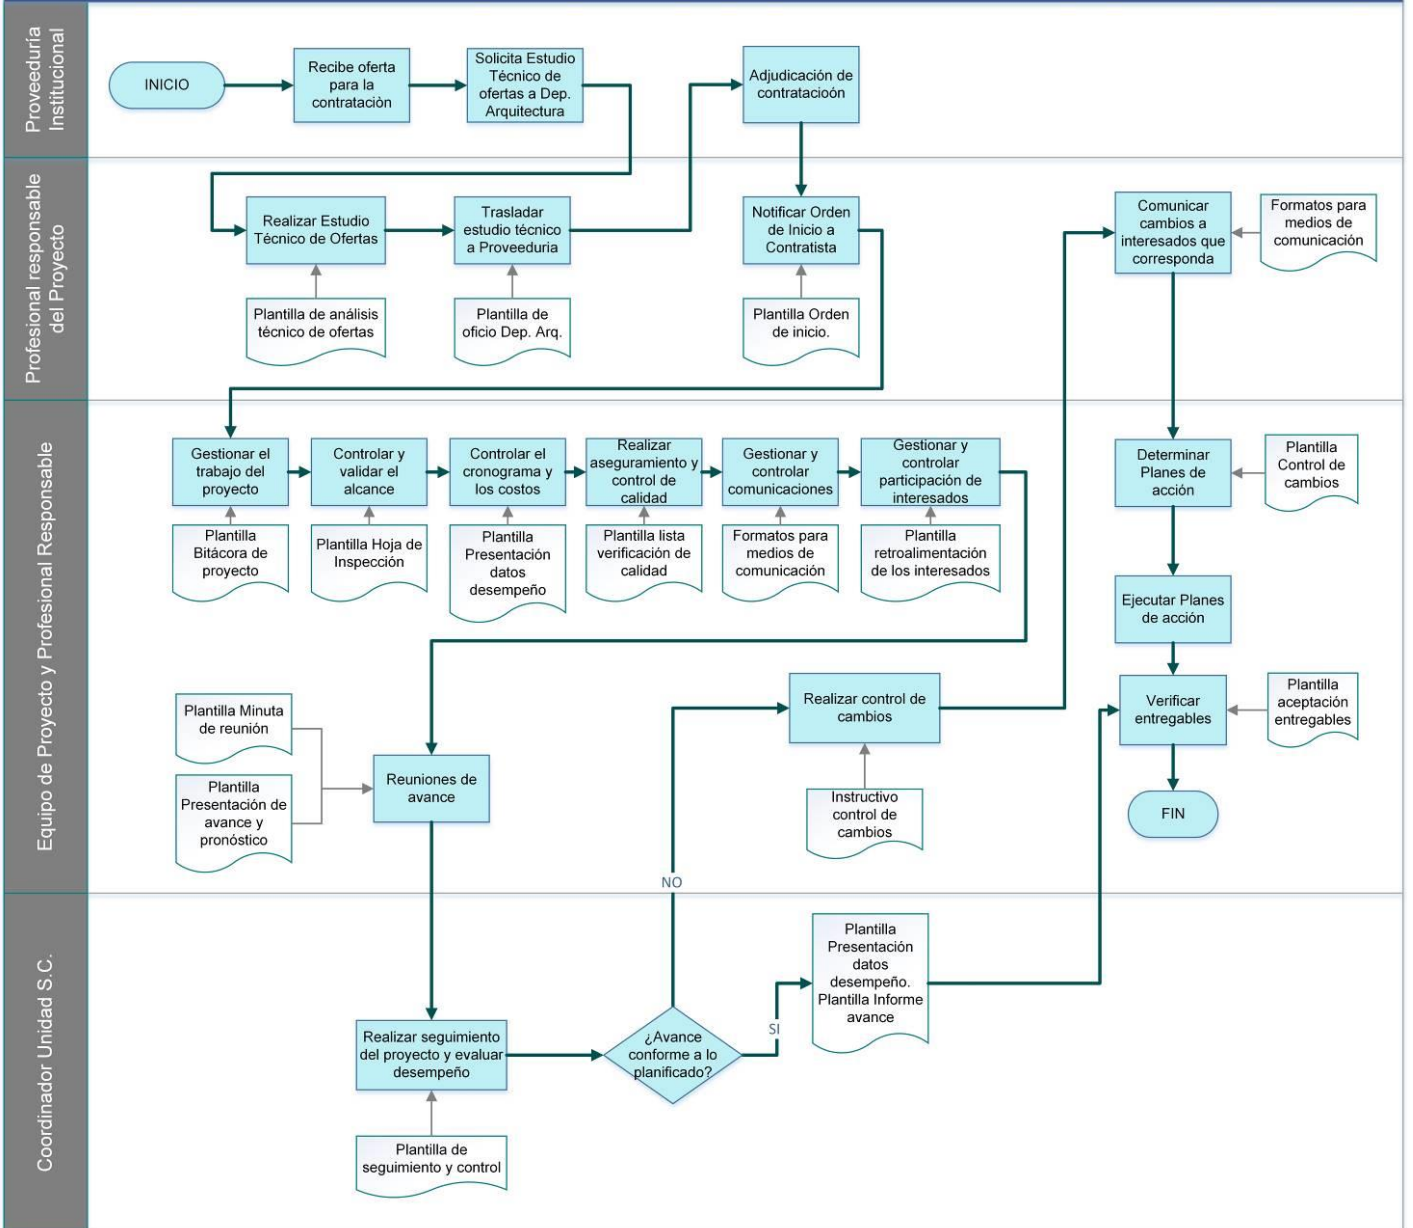 Proveeduría
Institucional
INICIO
Recibe oferta
para la
contrataciòn
Solicita Estudio
Técnico de
ofertas a Dep.
Arquitectura
Adjudicación de
contratacioón
Profesional responsable
del Proyecto
Realizar Estudio
Técnico de Ofertas
Trasladar
estudio técnico
a Proveeduria
Notificar Orden
de Inicio a
Contratista
Comunicar
cambios a
interesados que
corresponda
Formatos para
medios de
comunicación
Plantilla de análisis
técnico de ofertas
Plantilla de
oficio Dep. Arq.
Plantilla Orden
de inicio.
Equipo de Proyecto y Profesional Responsable
Gestionar el
trabajo del
proyecto
Controlar y
validar el
alcance
Controlar el
cronograma y
los costos
Realizar
aseguramiento y
control de
calidad
Gestionar y
controlar
comunicaciones
Gestionar y
controlar
participación de
interesados
Determinar
Planes de
acción
Plantilla
Control de
cambios
Plantilla
Bitácora de
proyecto
Plantilla Hoja de
Inspección
Plantilla
Presentación
datos
desempeño
Plantilla lista
verificación de
calidad
Formatos para
medios de
comunicación
Plantilla
retroalimentación
de los interesados
Ejecutar Planes
de acción
Plantilla Minuta
de reunión
Plantilla
Presentación de
avance y
pronóstico
Reuniones de
avance
Realizar control de
cambios
Instructivo
control de
cambios
Verificar
entregables
Plantilla
aceptación
entregables
FIN
NO
Coordinador Unidad S.C.
Realizar seguimiento
del proyecto y evaluar
desempeño
¿Avance
conforme a lo
planificado?
SI
Plantilla
Presentación
datos
desempeño.
Plantilla Informe
avance
Plantilla de
seguimiento y control